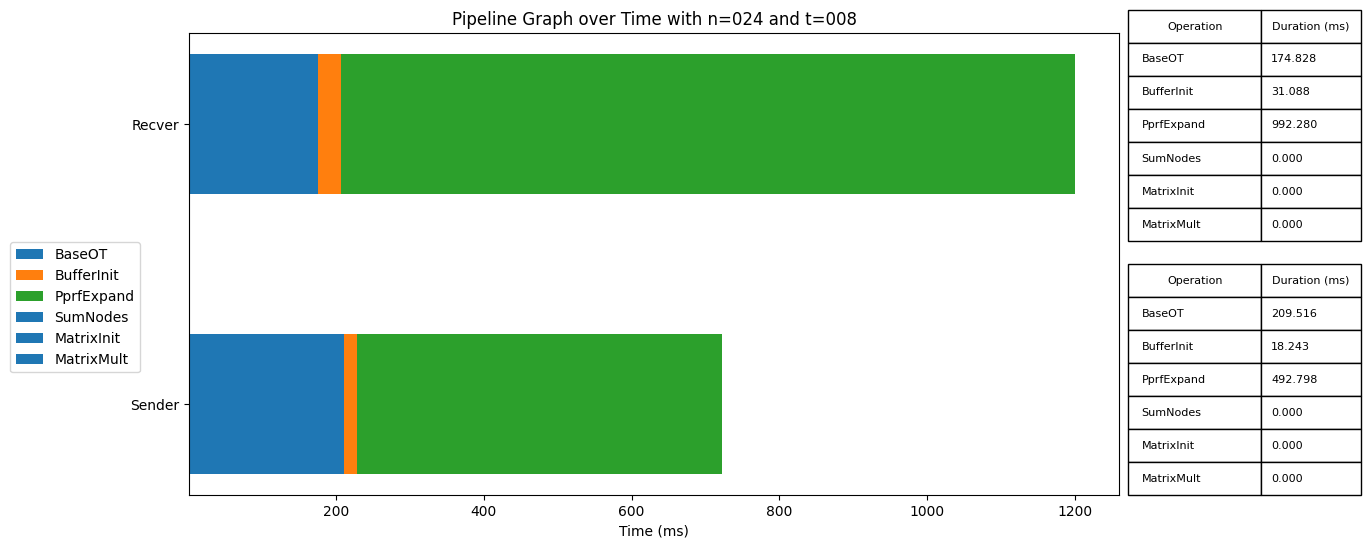 Pipeline Graph over Time with n=024 and t=008
Recver
Sender
BaseOT
BufferInit
PprfExpand
SumNodes
MatrixInit
MatrixMult
200 400 600 800 1000 1200
Time (ms)
Operation Duration (ms)
BaseOT 174.828
BufferInit 31.088
PprfExpand 992.280
SumNodes 0.000
MatrixInit 0.000
MatrixMult 0.000
Operation Duration (ms)
BaseOT 209.516
BufferInit 18.243
PprfExpand 492.798
SumNodes 0.000
MatrixInit 0.000
MatrixMult 0.000